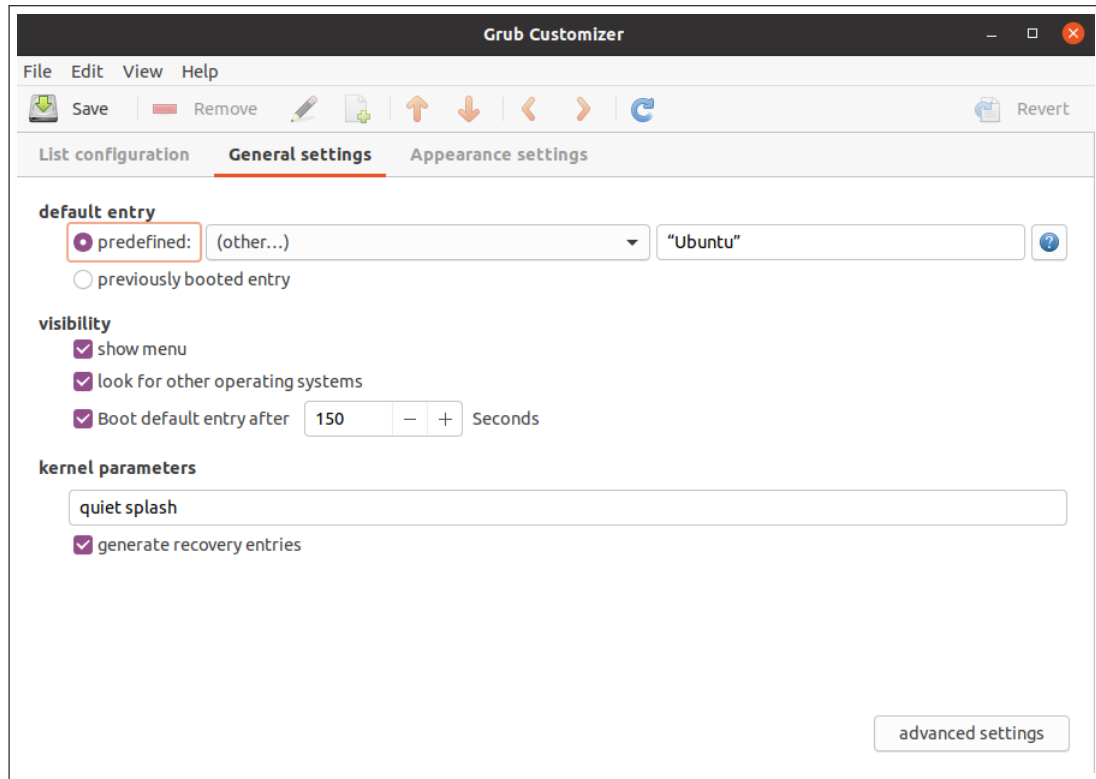 Grub Customizer
File Edit View Help
Save Remove Revert
List configuration General settings Appearance settings
default entry
predefined: (other...) “Ubuntu” ?
previously booted entry
visibility
show menu
look for other operating systems
Boot default entry after 150 − + Seconds
kernel parameters
quiet splash
generate recovery entries
advanced settings